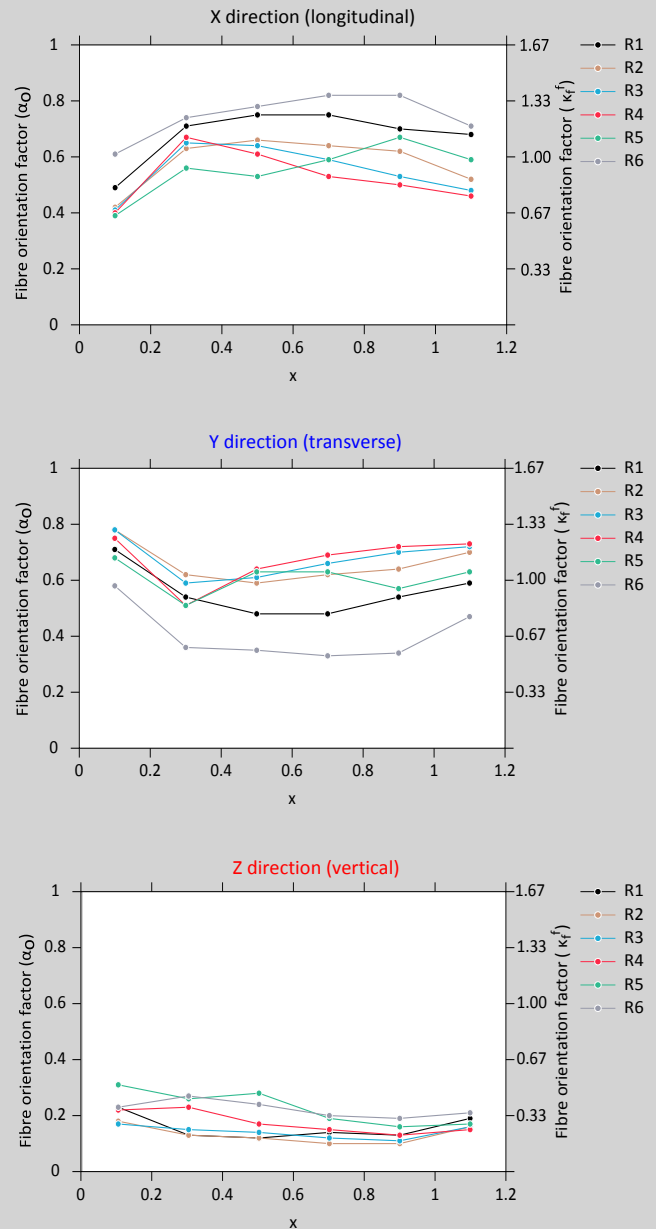 X direction (longitudinal)
Fibre orientation factor (αO)
1
0.8
0.6
0.4
0.2
0
0
0.2
0.4
0.6
0.8
1
1.2
x
1.67
1.33
1.00
0.67
0.33
Fibre orientation factor ( κ_f^f)
R1
R2
R3
R4
R5
R6
Y direction (transverse)
Fibre orientation factor (αO)
1
0.8
0.6
0.4
0.2
0
0
0.2
0.4
0.6
0.8
1
1.2
x
1.67
1.33
1.00
0.67
0.33
Fibre orientation factor ( κ_f^f)
R1
R2
R3
R4
R5
R6
Z direction (vertical)
Fibre orientation factor (αO)
1
0.8
0.6
0.4
0.2
0
0
0.2
0.4
0.6
0.8
1
1.2
x
1.67
1.33
1.00
0.67
0.33
Fibre orientation factor ( κ_f^f)
R1
R2
R3
R4
R5
R6